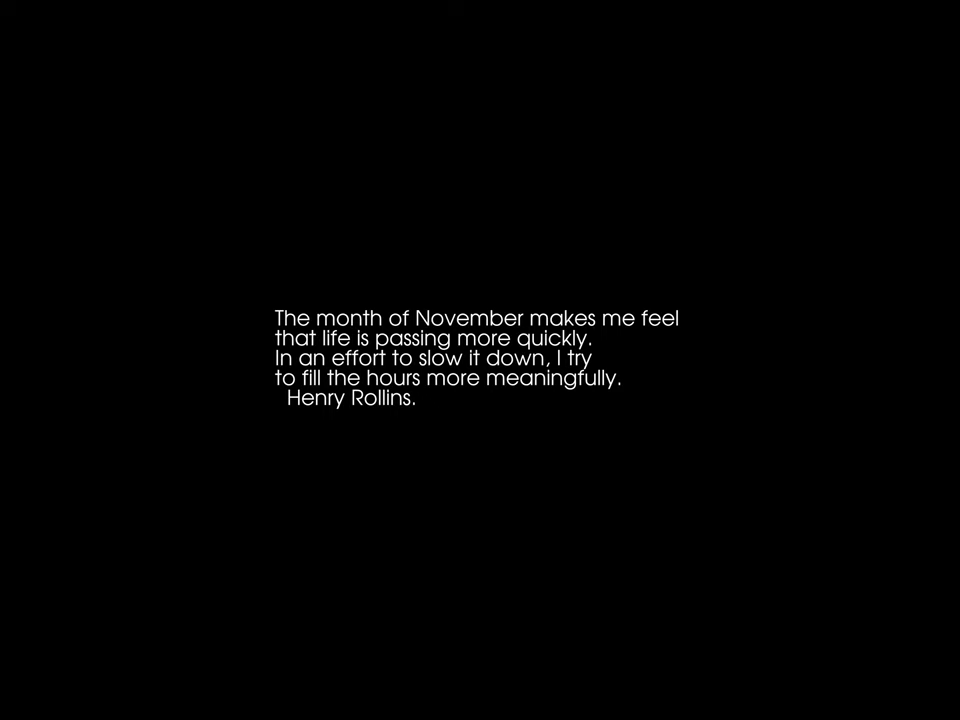 The month of November makes me feel
that life is passing more quickly.
In an effort to slow it down, I try
to fill the hours more meaningfully.
Henry Rollins.